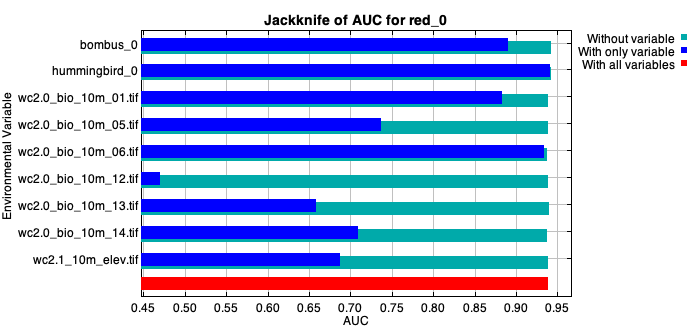 Jackknife of AUC for red_0
Without variable
With only variable
With all variables
Environmental Variable
bombus_0
hummingbird_0
wc2.0_bio_10m_01.tif
wc2.0_bio_10m_05.tif
wc2.0_bio_10m_06.tif
wc2.0_bio_10m_12.tif
wc2.0_bio_10m_13.tif
wc2.0_bio_10m_14.tif
wc2.1_10m_elev.tif
0.45 0.50 0.55 0.60 0.65 0.70 0.75 0.80 0.85 0.90 0.95
AUC